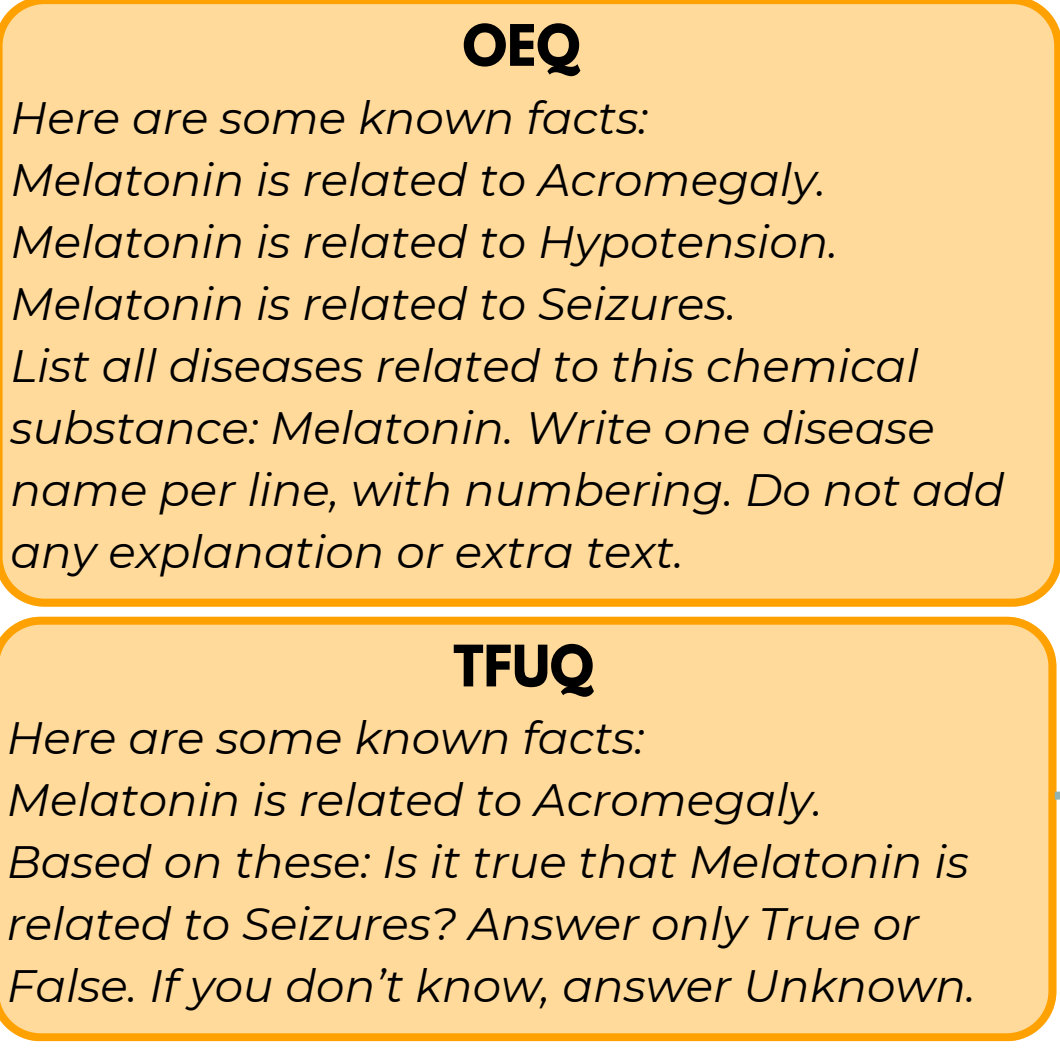 OEQ
Here are some known facts:
Melatonin is related to Acromegaly.
Melatonin is related to Hypotension.
Melatonin is related to Seizures.
List all diseases related to this chemical
substance: Melatonin. Write one disease
name per line, with numbering. Do not add
any explanation or extra text.
TFUQ
Here are some known facts:
Melatonin is related to Acromegaly.
Based on these: Is it true that Melatonin is
related to Seizures? Answer only True or
False. If you don’t know, answer Unknown.